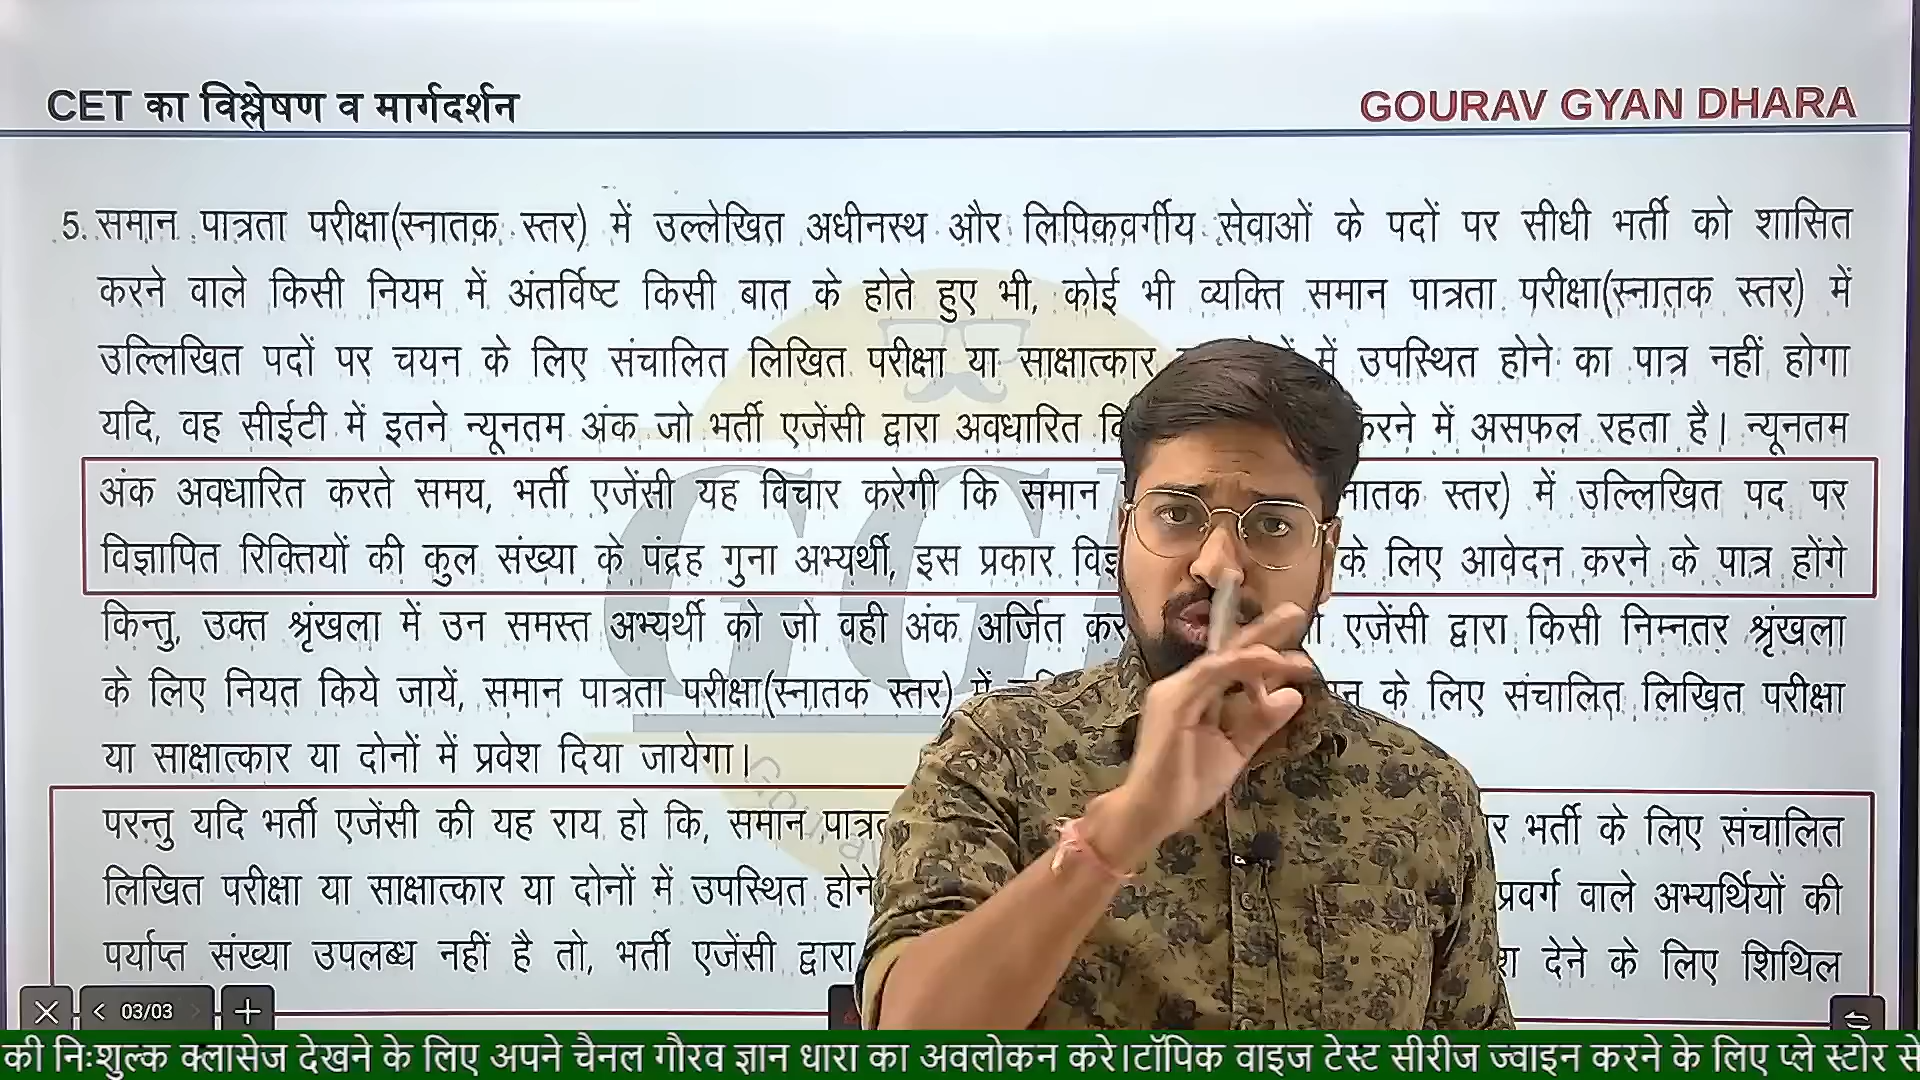 CET का विश्लेषण व मार्गदर्शन
GOURAV GYAN DHARA
5. समान पात्रता परीक्षा(स्नातक स्तर) में उल्लेखित अधीनस्थ और लिपिकवर्गीय सेवाओं के पदों पर सीधी भर्ती को शासित
करने वाले किसी नियम में अंतर्विष्ट किसी बात के होते हुए भी, कोई भी व्यक्ति समान पात्रता परीक्षा(स्नातक स्तर) में
उल्लिखित पदों पर चयन के लिए संचालित लिखित परीक्षा या साक्षात्कार में उपस्थित होने का पात्र नहीं होगा
यदि, वह सीईटी में इतने न्यूनतम अंक जो भर्ती एजेंसी द्वारा अवधारित करने में असफल रहता है। न्यूनतम
अंक अवधारित करते समय, भर्ती एजेंसी यह विचार करेगी कि समान स्तर) में उल्लिखित पद पर
विज्ञापित रिक्तियों की कुल संख्या के पंद्रह गुना अभ्यर्थी, इस प्रकार के लिए आवेदन करने के पात्र होंगे
किन्तु, उक्त श्रृंखला में उन समस्त अभ्यर्थी को जो वही अंक अर्जित एजेंसी द्वारा किसी निम्नतर श्रृंखला
के लिए नियत किये जायें, समान पात्रता परीक्षा(स्नातक स्तर) में के लिए संचालित लिखित परीक्षा
या साक्षात्कार या दोनों में प्रवेश दिया जायेगा।
परन्तु यदि भर्ती एजेंसी की यह राय हो कि, समान भर्ती के लिए संचालित
लिखित परीक्षा या साक्षात्कार या दोनों में उपस्थित होने प्रवर्ग वाले अभ्यर्थियों की
पर्याप्त संख्या उपलब्ध नहीं है तो, भर्ती एजेंसी द्वारा देने के लिए शिथिल
03/03
की निःशुल्क क्लासेज देखने के लिए अपने चैनल गौरव ज्ञान धारा का अवलोकन करे।टॉपिक वाइज टेस्ट सीरीज ज्वाइन करने के लिए प्ले स्टोर से